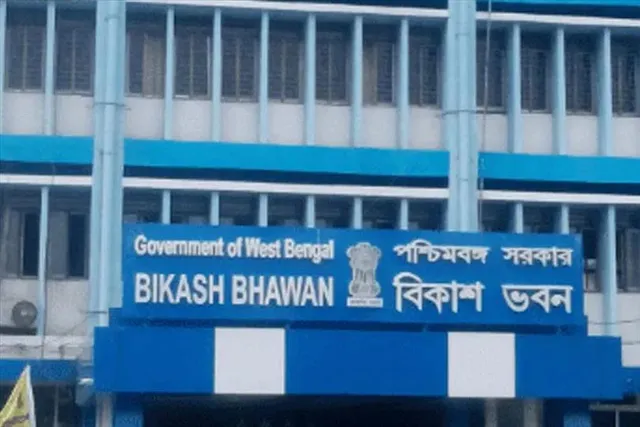 Government of West Bengal
BIKASH BHAWAN
পশ্চিমবঙ্গ সরকার
বিকাশ ভবন